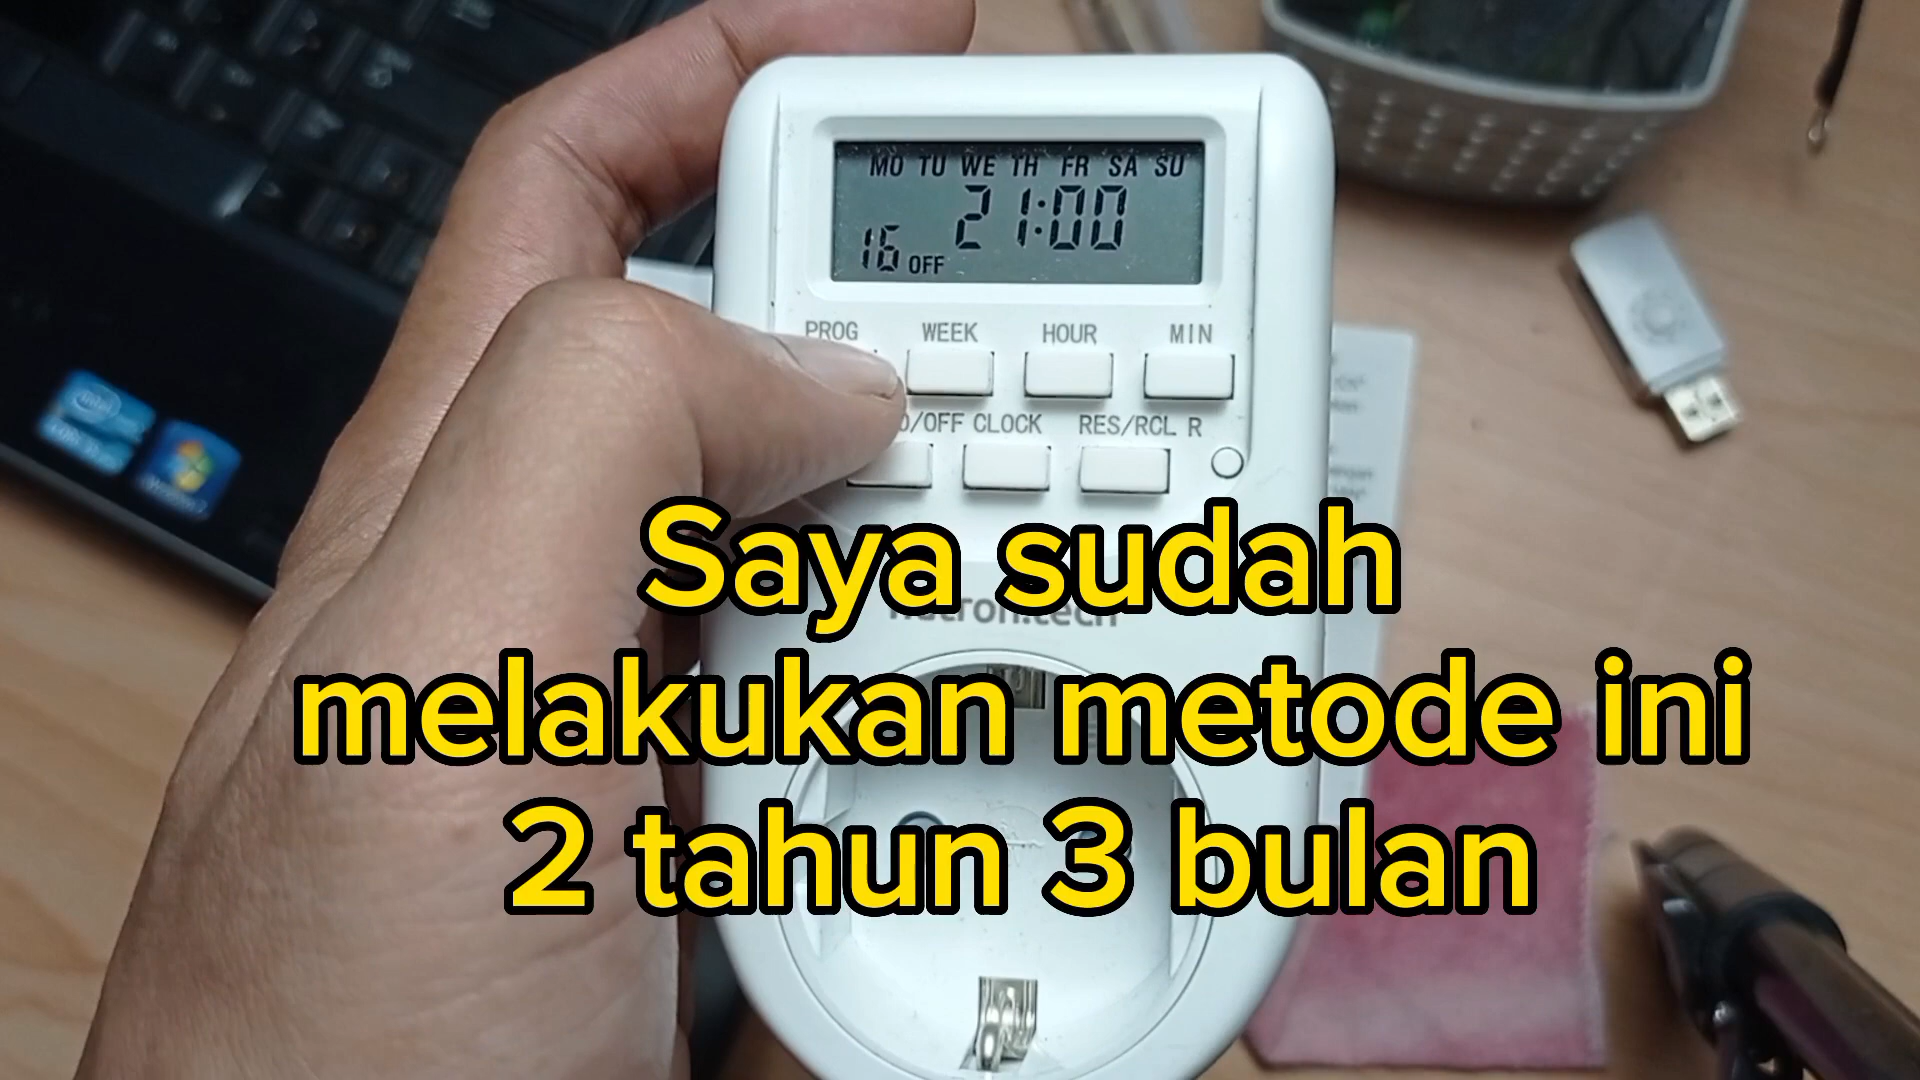 MO TU WE TH FR SA SU
21:00
16 OFF
PROG WEEK HOUR MIN
/OFF CLOCK RES/RCL R
Saya sudah
melakukan metode ini
2 tahun 3 bulan
intel